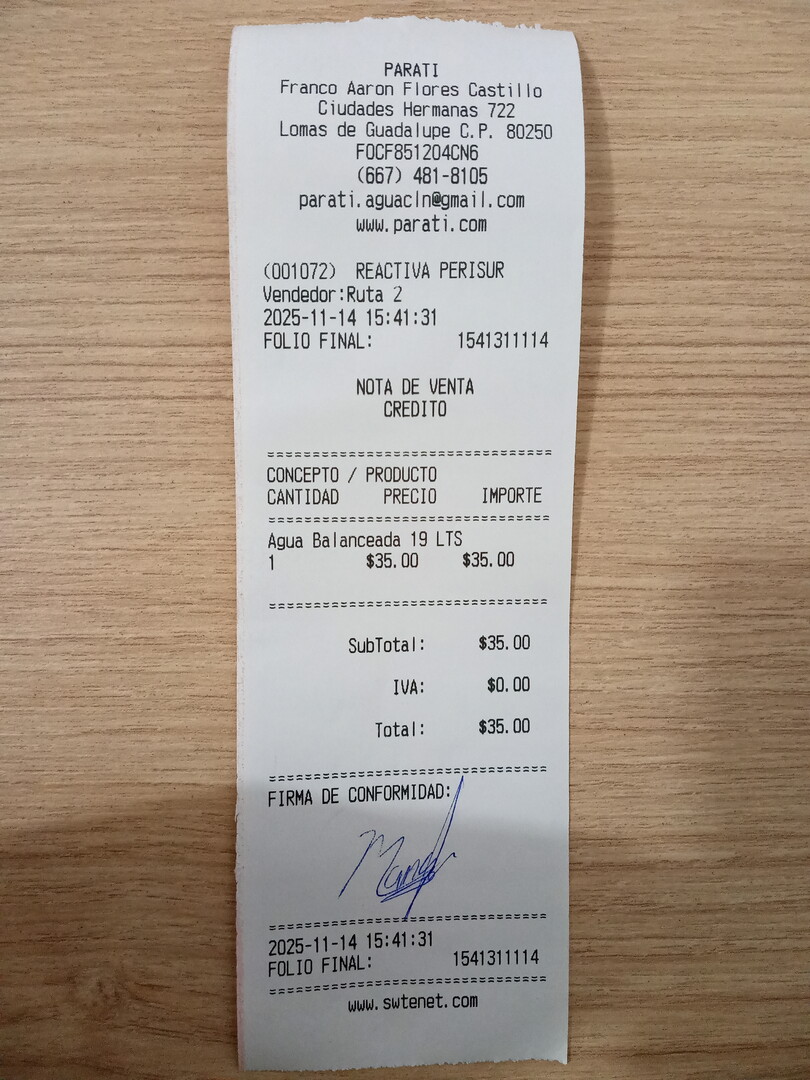 PARATI
Franco Aaron Flores Castillo
Ciudades Hermanas 722
Lomas de Guadalupe C.P. 80250
FOCF851204CN6
(667) 481-8105
parati.aguacln@gmail.com
www.parati.com
(001072) REACTIVA PERISUR
Vendedor:Ruta 2
2025-11-14 15:41:31
FOLIO FINAL: 1541311114
NOTA DE VENTA
CREDITO
================================
CONCEPTO / PRODUCTO
CANTIDAD PRECIO IMPORTE
================================
Agua Balanceada 19 LTS
1 $35.00 $35.00
================================
SubTotal: $35.00
IVA: $0.00
Total: $35.00
================================
FIRMA DE CONFORMIDAD:
================================
2025-11-14 15:41:31
FOLIO FINAL: 1541311114
================================
www.swtenet.com